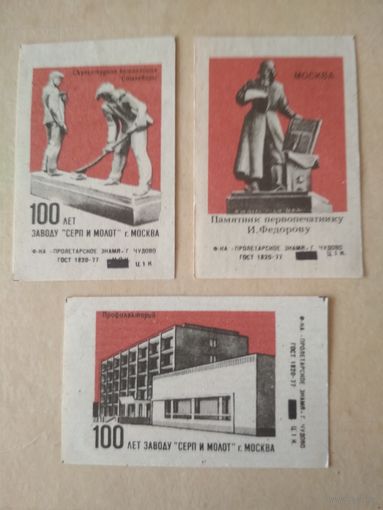 Скульптурная композиция
"Сталевары"
100 ЛЕТ
ЗАВОДУ "СЕРП И МОЛОТ" г. МОСКВА
Ф-КА «ПРОЛЕТАРСКОЕ ЗНАМЯ» Г. ЧУДОВО
ГОСТ 1820-77
Ц. 1 К.
МОСКВА
Памятник первопечатнику
И.Федорову
Ф-КА «ПРОЛЕТАРСКОЕ ЗНАМЯ» Г. ЧУДОВО
ГОСТ 1820-77
Ц. 1 К.
Профилакторий
100 ЛЕТ ЗАВОДУ "СЕРП И МОЛОТ" г. МОСКВА
Ф-КА «ПРОЛЕТАРСКОЕ ЗНАМЯ» Г. ЧУДОВО
ГОСТ 1820-77
Ц. 1 К.